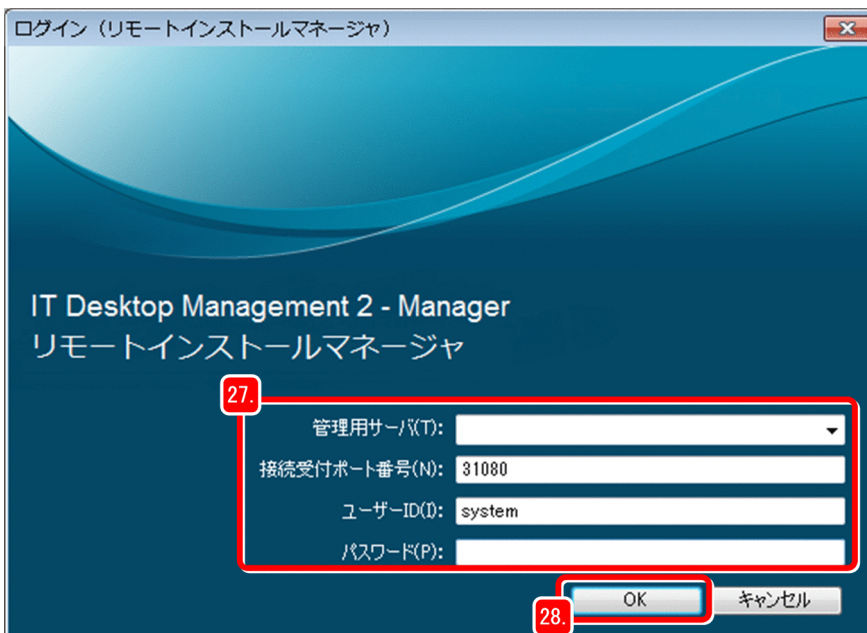 ログイン（リモートインストールマネージャ）
IT Desktop Management 2 - Manager
リモートインストールマネージャ
27.
管理用サーバ(T):
接続受付ポート番号(N): 31080
ユーザーID(I): system
パスワード(P):
28.
OK キャンセル